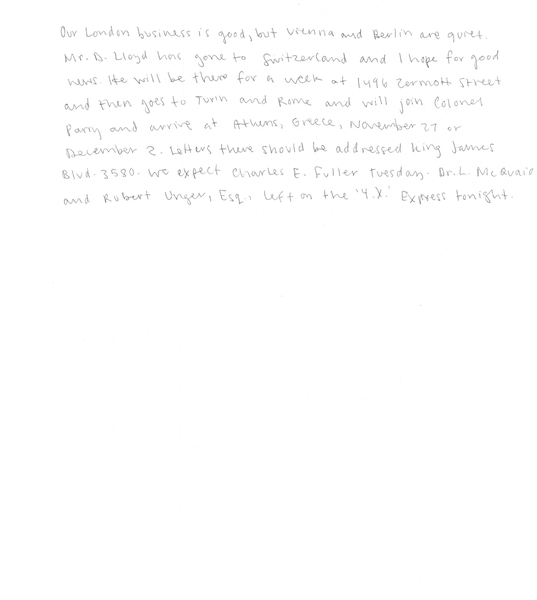 Our London business is good, but Vienna and Berlin are quiet.
Mr. D. Lloyd has gone to Switzerland and I hope for good
news. He will be there for a week at 1496 Zermott Street
and then goes to Turin and Rome and will join Colonel
Parry and arrive at Athens, Greece, November 27 or
December 2. Letters there should be addressed King James
Blvd. 3580. We expect Charles E. Fuller Tuesday. Dr. L. McQuaid
and Robert Unger, Esq., left on the 'Y.X.' Express tonight.